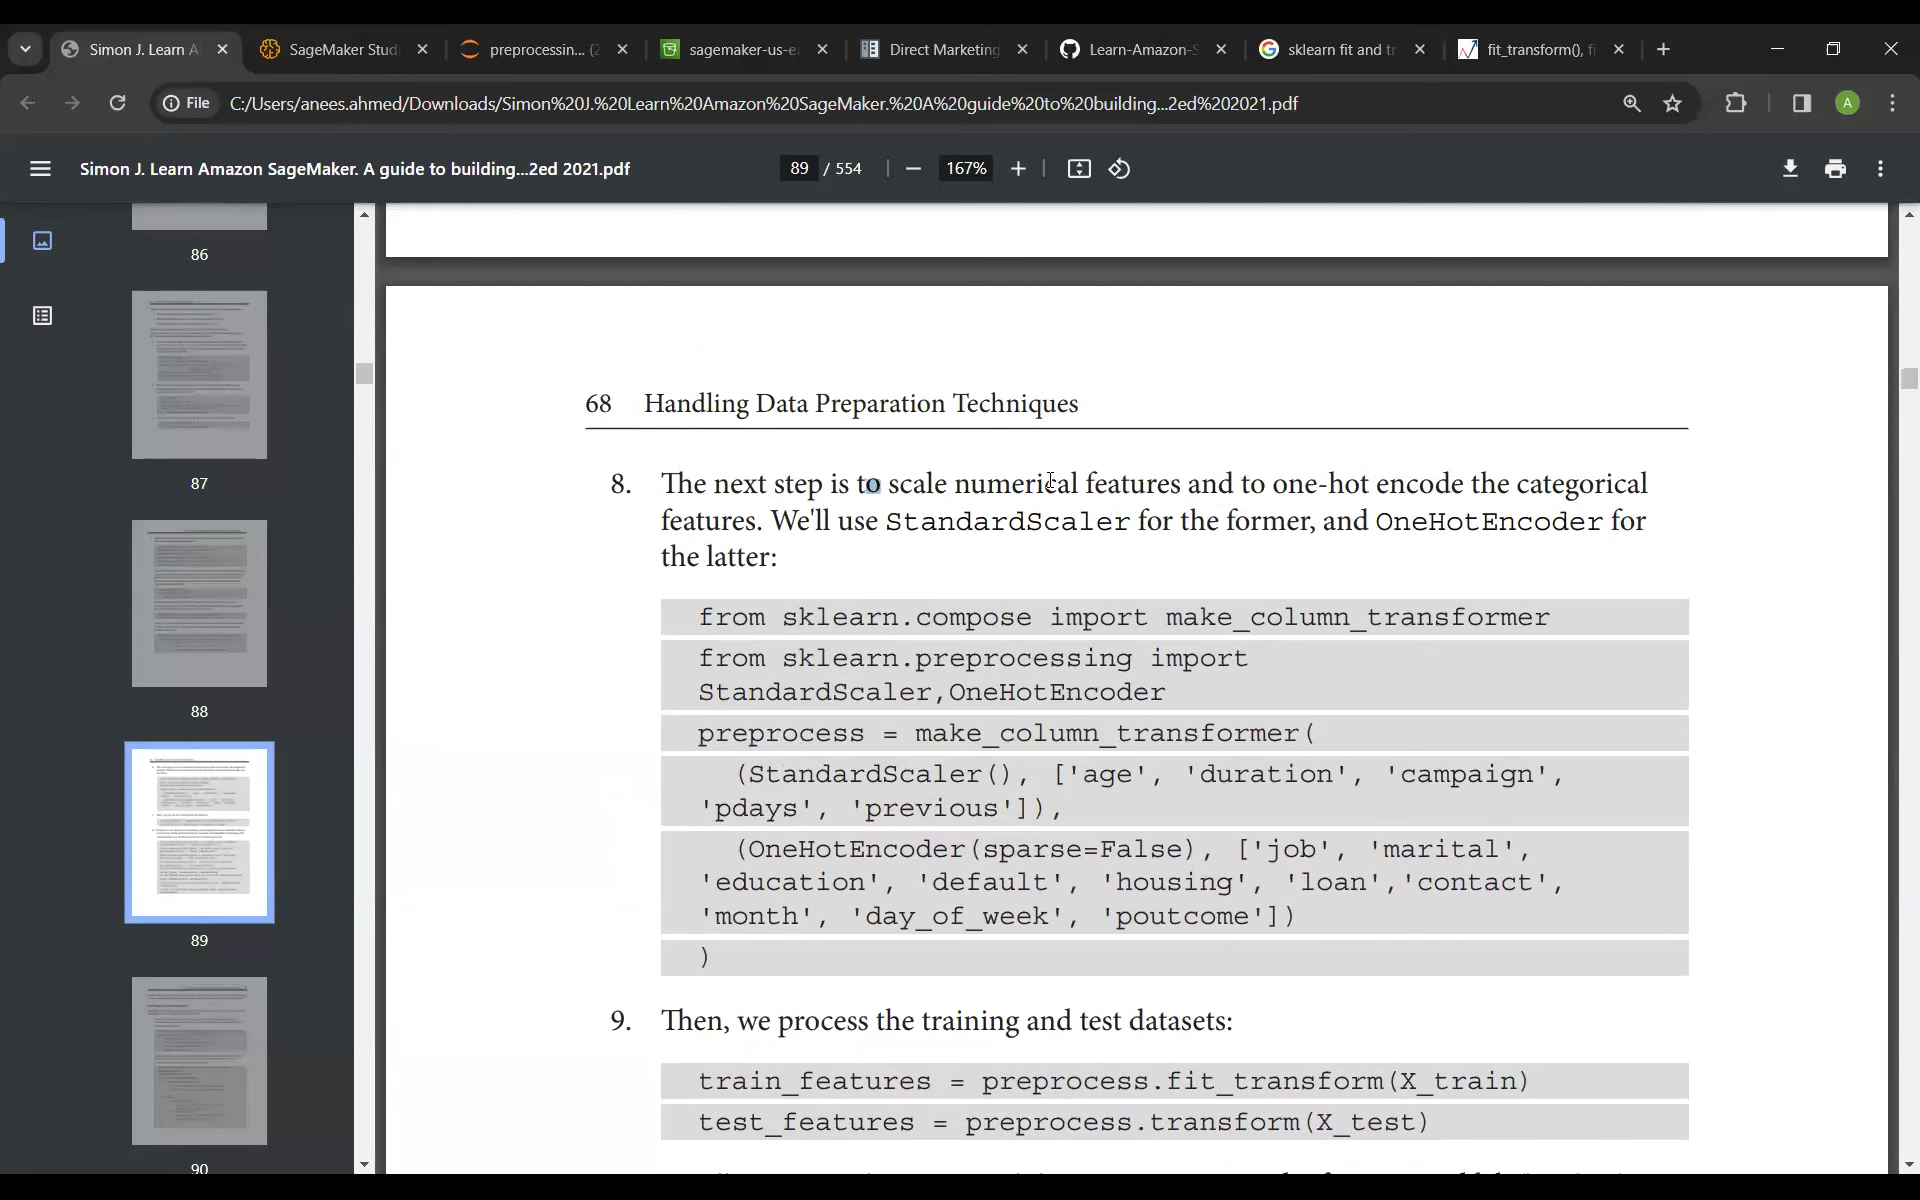 Simon J. Learn A
SageMaker Stud
preprocessin... (2
sagemaker-us-ea
Direct Marketing
Learn-Amazon-S
sklearn fit and tr
fit_transform(), fi
File
C:/Users/anees.ahmed/Downloads/Simon%20J.%20Learn%20Amazon%20SageMaker.%20A%20guide%20to%20building...2ed%202021.pdf
A
Simon J. Learn Amazon SageMaker. A guide to building...2ed 2021.pdf
89 / 554
167%
86
87
88
89
90
68 Handling Data Preparation Techniques
8. The next step is to scale numerical features and to one-hot encode the categorical
features. We'll use StandardScaler for the former, and OneHotEncoder for
the latter:
from sklearn.compose import make_column_transformer
from sklearn.preprocessing import
StandardScaler,OneHotEncoder
preprocess = make_column_transformer(
(StandardScaler(), ['age', 'duration', 'campaign',
'pdays', 'previous']),
(OneHotEncoder(sparse=False), ['job', 'marital',
'education', 'default', 'housing', 'loan','contact',
'month', 'day_of_week', 'poutcome'])
)
9. Then, we process the training and test datasets:
train_features = preprocess.fit_transform(X_train)
test_features = preprocess.transform(X_test)